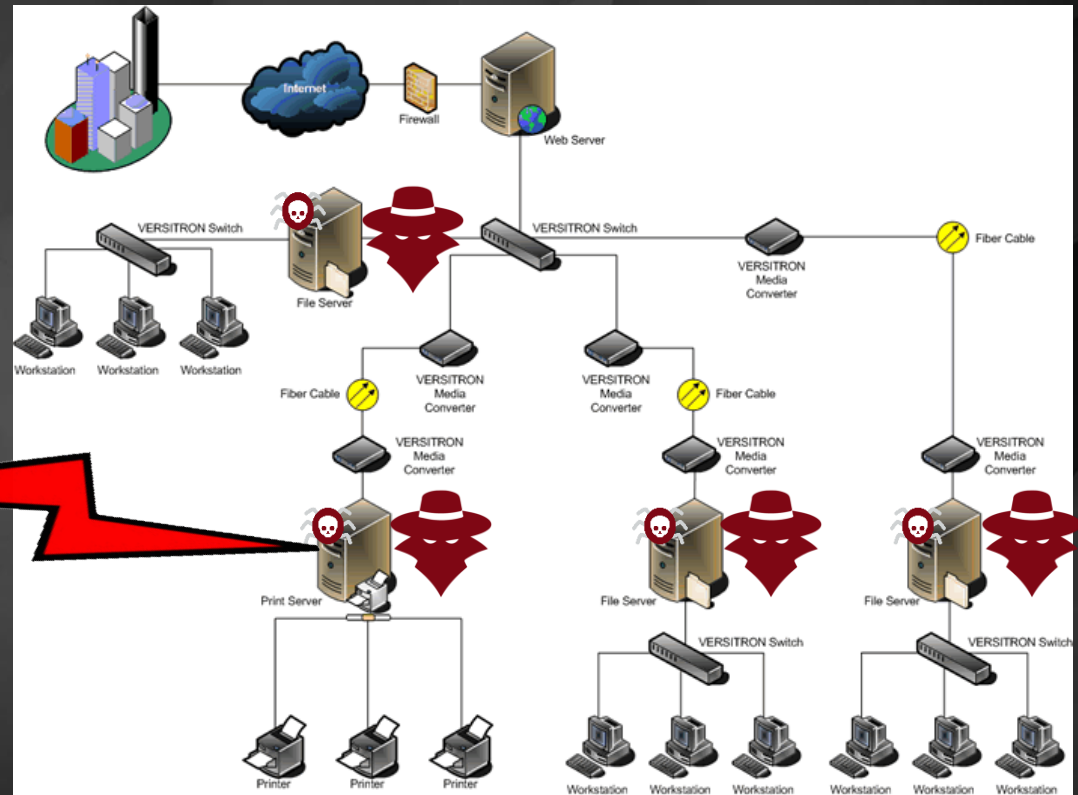 Internet
Firewall
Web Server
VERSITRON Switch
File Server
VERSITRON Switch
VERSITRON
Media
Converter
Fiber Cable
Workstation
Workstation
Workstation
Fiber Cable
VERSITRON
Media
Converter
VERSITRON
Media
Converter
Fiber Cable
VERSITRON
Media
Converter
VERSITRON
Media
Converter
VERSITRON
Media
Converter
Print Server
File Server
File Server
VERSITRON Switch
VERSITRON Switch
Printer
Printer
Printer
Workstation
Workstation
Workstation
Workstation
Workstation
Workstation